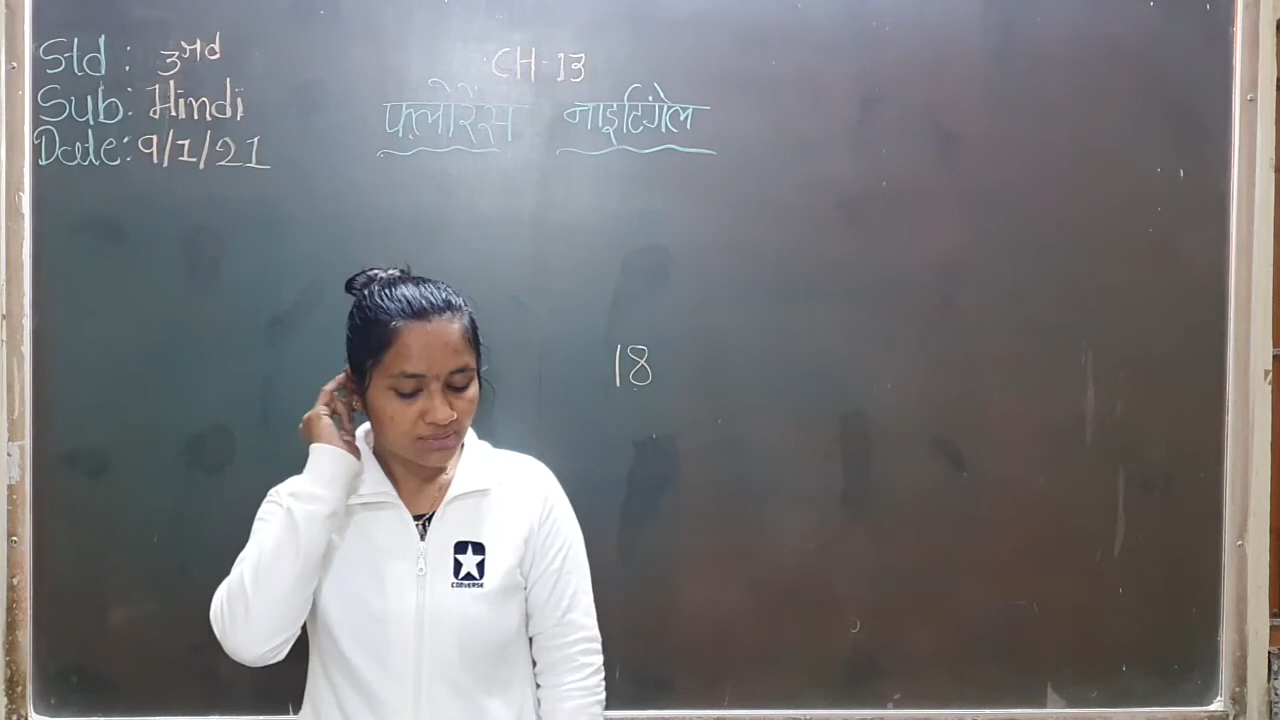 Std : 3rd
Sub: Hindi
Date: 9/1/21
CH-13
फ्लोरेंस नाइटिंगेल
18
CONVERSE